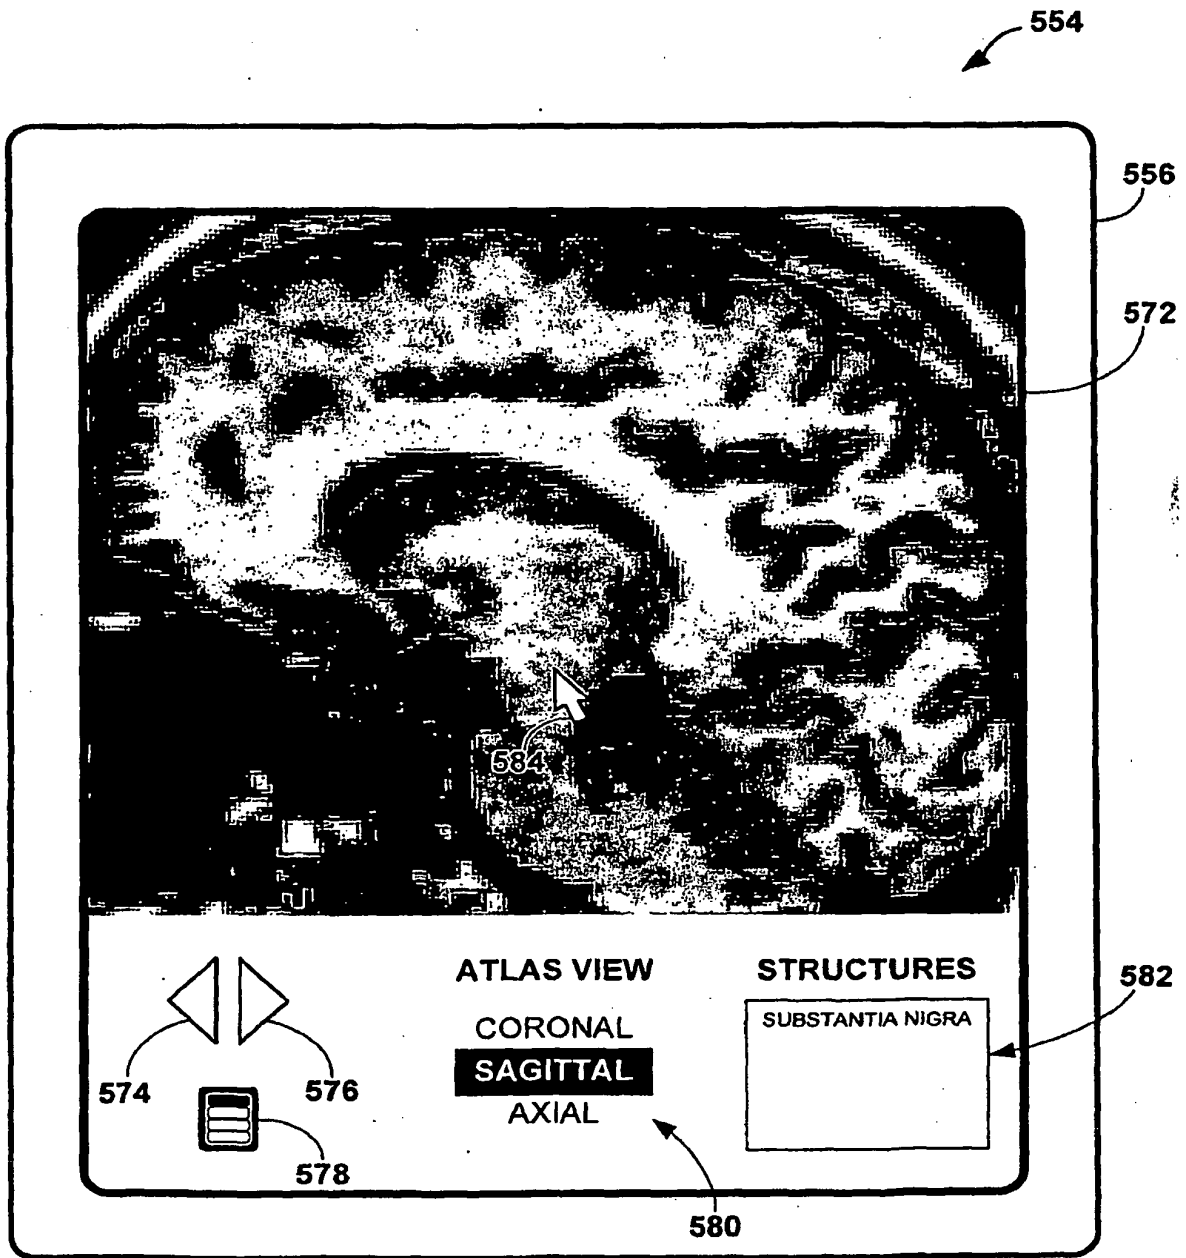 554
556
572
584
ATLAS VIEW
STRUCTURES
582
CORONAL
SUBSTANTIA NIGRA
SAGITTAL
574
576
AXIAL
578
580